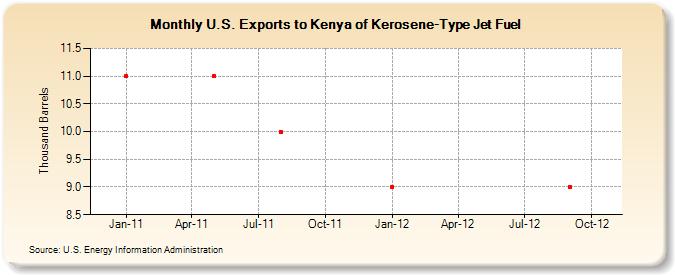 Monthly U.S. Exports to Kenya of Kerosene-Type Jet Fuel
Thousand Barrels
11.5
11.0
10.5
10.0
9.5
9.0
8.5
Jan-11 Apr-11 Jul-11 Oct-11 Jan-12 Apr-12 Jul-12 Oct-12
Source: U.S. Energy Information Administration